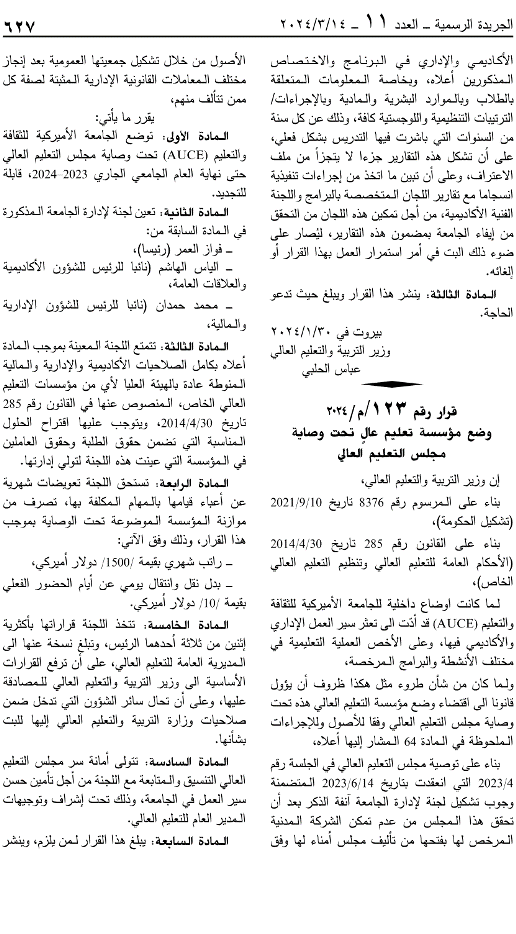 الجريدة الرسمية ــ العدد ١١ ــ ٢٠٢٤/٣/١٤
٦٢٧
الأكاديمي والإداري في البرنامج والاختصاص
المذكورين أعلاه، وبخاصة المعلومات المتعلقة
بالطلاب وبالموارد البشرية والمادية وبالإجراءات/
الترتيبات التنظيمية واللوجستية كافة، وذلك عن كل سنة
من السنوات التي باشرت فيها التدريس بشكل فعلي،
على أن تشكل هذه التقارير جزءا لا يتجزأ من ملف
الاعتراف، وعلى أن تبين ما اتخذ من إجراءات تنفيذية
انسجاما مع تقارير اللجان المتخصصة بالبرامج واللجنة
الفنية الأكاديمية، من أجل تمكين هذه اللجان من التحقق
من إيفاء الجامعة بمضمون هذه التقارير، ليُصار على
ضوء ذلك البت في أمر استمرار العمل بهذا القرار أو
إلغائه.
المادة الثالثة: ينشر هذا القرار ويبلغ حيث تدعو
الحاجة.
بيروت في ٢٠٢٤/١/٣٠
وزير التربية والتعليم العالي
عباس الحلبي
قرار رقم ١٢٣/م/٢٠٢٤
وضع مؤسسة تعليم عالٍ تحت وصاية
مجلس التعليم العالي
إن وزير التربية والتعليم العالي،
بناء على المرسوم رقم 8376 تاريخ 2021/9/10
(تشكيل الحكومة)،
بناء على القانون رقم 285 تاريخ 2014/4/30
(الأحكام العامة للتعليم العالي وتنظيم التعليم العالي
الخاص)،
لـما كانت أوضاع داخلية للجامعة الأميركية للثقافة
والتعليم (AUCE) قد أدّت الى تعثر سير العمل الإداري
والأكاديمي فيها، وعلى الأخص العملية التعليمية في
مختلف الأنشطة والبرامج المرخصة،
ولـما كان من شأن طروء مثل هكذا ظروف أن يؤول
قانونا الى اقتضاء وضع مؤسسة التعليم العالي هذه تحت
وصاية مجلس التعليم العالي وفقا للأصول وللإجراءات
الملحوظة في المادة 64 المشار إليها أعلاه،
بناء على توصية مجلس التعليم العالي في الجلسة رقم
2023/4 التي انعقدت بتاريخ 2023/6/14 المتضمنة
وجوب تشكيل لجنة لإدارة الجامعة آنفة الذكر بعد أن
تحقق هذا المجلس من عدم تمكن الشركة المدنية
المرخص لها بفتحها من تأليف مجلس أمناء لها وفق
الأصول من خلال تشكيل جمعيتها العمومية بعد إنجاز
مختلف المعاملات القانونية الإدارية المثبتة لصفة كل
ممن تتألف منهم،
يقرر ما يأتي:
المادة الأولى: توضع الجامعة الأميركية للثقافة
والتعليم (AUCE) تحت وصاية مجلس التعليم العالي
حتى نهاية العام الجامعي الجاري 2023–2024، قابلة
للتجديد.
المادة الثانية: تعين لجنة لإدارة الجامعة المذكورة
في المادة السابقة من:
ــ فواز العمر (رئيسا)،
ــ الياس الهاشم (نائبا للرئيس للشؤون الأكاديمية
والعلاقات العامة،
ــ محمد حمدان (نائبا للرئيس للشؤون الإدارية
والمالية،
المادة الثالثة: تتمتع اللجنة المعينة بموجب المادة
أعلاه بكامل الصلاحيات الأكاديمية والإدارية والمالية
المنوطة عادة بالهيئة العليا لأي من مؤسسات التعليم
العالي الخاص، المنصوص عنها في القانون رقم 285
تاريخ 2014/4/30، ويتوجب عليها اقتراح الحلول
المناسبة التي تضمن حقوق الطلبة وحقوق العاملين
في المؤسسة التي عينت هذه اللجنة لتولي إدارتها.
المادة الرابعة: تستحق اللجنة تعويضات شهرية
عن أعباء قيامها بالمهام المكلفة بها، تصرف من
موازنة المؤسسة الموضوعة تحت الوصاية بموجب
هذا القرار، وذلك وفق الآتي:
ــ راتب شهري بقيمة /1500/ دولار أميركي،
ــ بدل نقل وانتقال يومي عن أيام الحضور الفعلي
بقيمة /10/ دولار أميركي.
المادة الخامسة: تتخذ اللجنة قراراتها بأكثرية
إثنين من ثلاثة أحدهما الرئيس، وتبلغ نسخة عنها الى
المديرية العامة للتعليم العالي، على أن ترفع القرارات
الأساسية الى وزير التربية والتعليم العالي للمصادقة
عليها، وعلى أن تحال سائر الشؤون التي تدخل ضمن
صلاحيات وزارة التربية والتعليم العالي إليها للبت
بشأنها.
المادة السادسة: تتولى أمانة سر مجلس التعليم
العالي التنسيق والمتابعة مع اللجنة من أجل تأمين حسن
سير العمل في الجامعة، وذلك تحت إشراف وتوجيهات
المدير العام للتعليم العالي.
المادة السابعة: يبلغ هذا القرار لـمن يلزم، وينشر